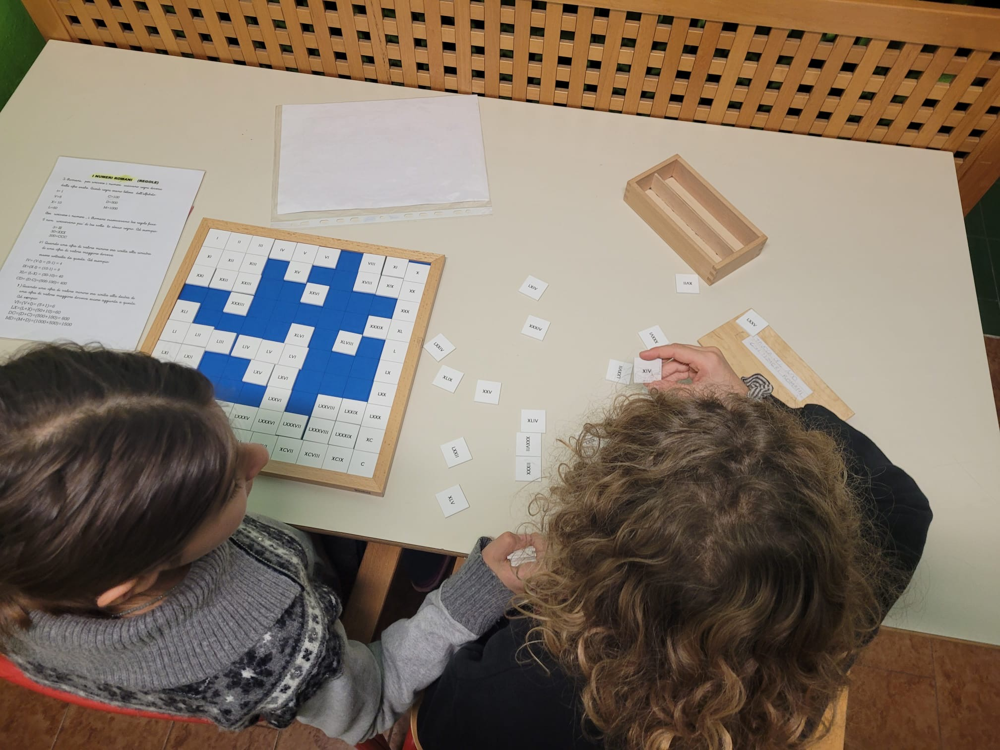 I NUMERI ROMANI (REGOLE)
I Romani, per scrivere i numeri usavano segni diversi
dalle cifre arabe. Questi segni erano lettere dell'alfabeto:
I= 1
V=5 C=100
X= 10 D=500
L=50 M=1000
Per scrivere i numeri, i Romani osservavano tre regole fisse:
1) non scrivevano piu' di tre volte lo stesso segno. Ad esempio:
3= III
30=XXX
300=CCC
2) Quando una cifra di valore minore era scritta alla sinistra
di una cifra di valore maggiore doveva
essere sottratta da questa. Ad esempio:
IV= (V-I) = (5-1) = 4
IX=(X-I) = (10-1) = 9
XL= (L-X) = (50-10)= 40
CD= (D-C)=(500-100)= 400
3) Quando una cifra di valore minore era scritta alla destra di
una cifra di valore maggiore doveva essere aggiunta a questa.
Ad esempio:
VI=(V+I)= (5+1)=6
LX=(L+X)=(50+10)=60
DC=(D+C)=(500+100)= 600
MD=(M+D)=(1000+500)=1500
I II III IV V VI VIII XI X
XI XII XIII XV XVIII XIX XX
XXI XXII XXIII XXVI XXX
XXXIII XXXIX XL
XLI XLVI XLVIII L
LI LII LIII LIV LV LVI LX
LXI LXII LXV LXVI LXX
LXXVI LXXVIII LXXIX LXXX
LXXXV LXXXVI LXXXVII LXXXVIII LXXXIX XC
XCVII XCVIII XCIX C
LXIV
XVII
XXXIV
LXXV
LXXIV
XXXVI
XLIX
XXV
LXXVII
XIV
XLIV
XXXVII
LXXII
XXXII
XLV